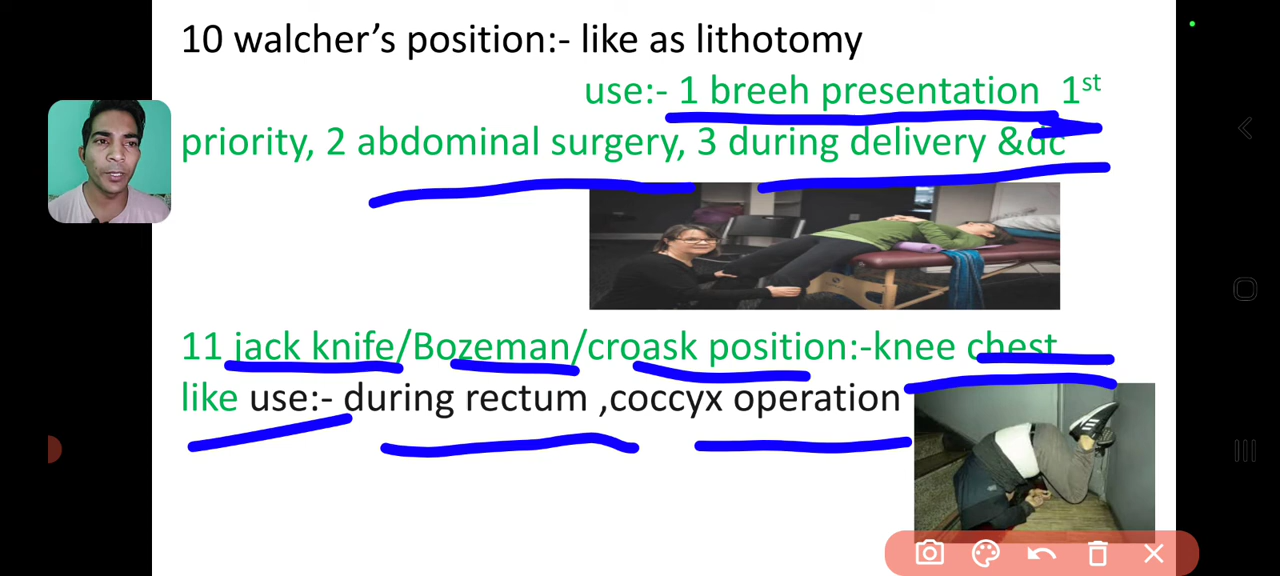 10 walcher’s position:- like as lithotomy
use:- 1 breeh presentation 1st
priority, 2 abdominal surgery, 3 during delivery &dc
11 jack knife/Bozeman/croask position:-knee chest
like use:- during rectum ,coccyx operation